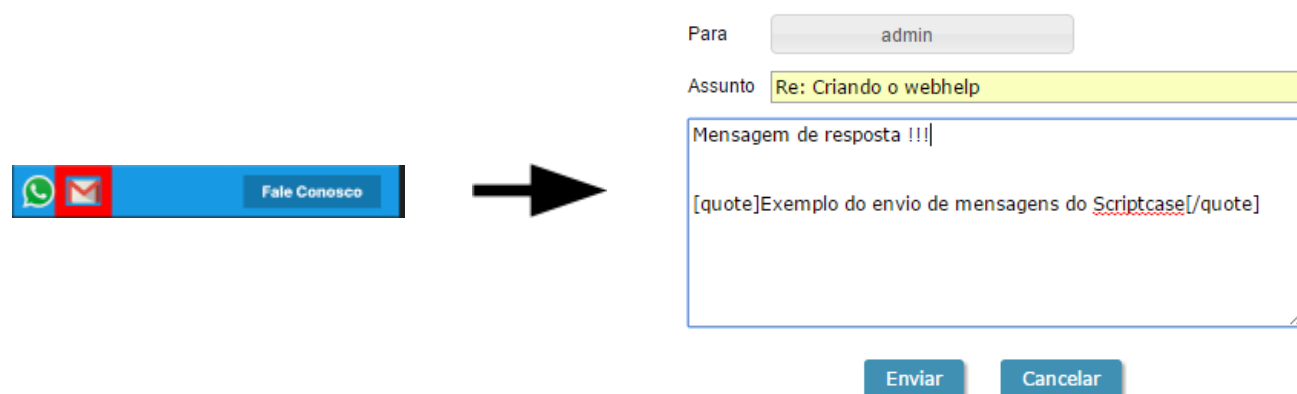 Para admin
Assunto Re: Criando o webhelp
Mensagem de resposta !!!
Fale Conosco
[quote]Exemplo do envio de mensagens do Scriptcase[/quote]
Enviar Cancelar